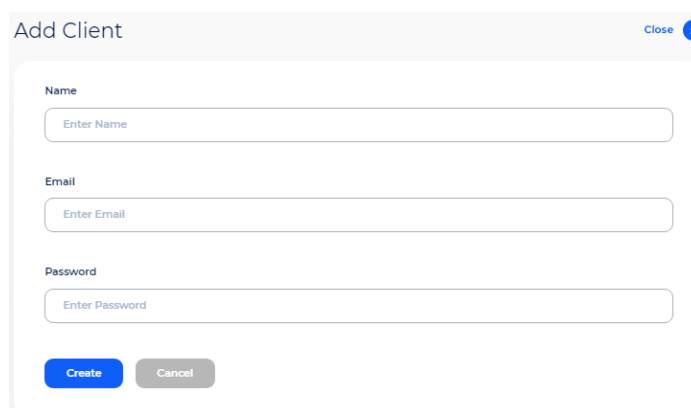 Add Client
Close
Name
Enter Name
Email
Enter Email
Password
Enter Password
Create
Cancel